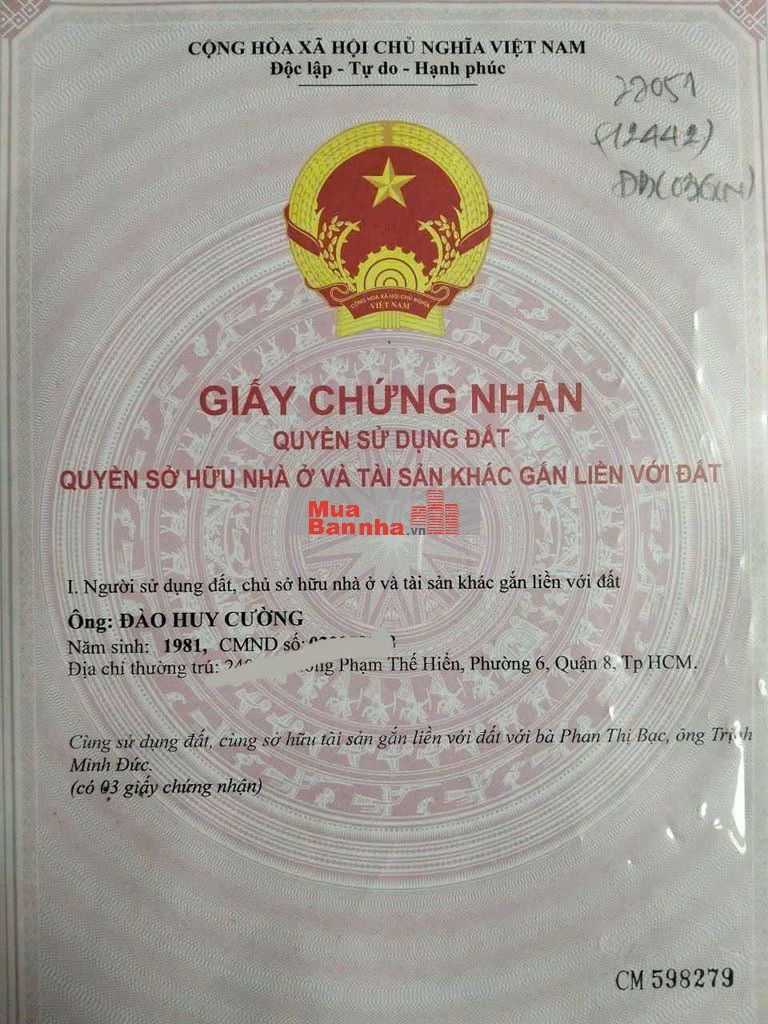 CỘNG HÒA XÃ HỘI CHỦ NGHĨA VIỆT NAM
Độc lập - Tự do - Hạnh phúc
22051
(12442)
CỘNG HÒA XÃ HỘI CHỦ NGHĨA
VIỆT NAM
GIẤY CHỨNG NHẬN
QUYỀN SỬ DỤNG ĐẤT
QUYỀN SỞ HỮU NHÀ Ở VÀ TÀI SẢN KHÁC GẮN LIỀN VỚI ĐẤT
Mua
Bannha.vn
I. Người sử dụng đất, chủ sở hữu nhà ở và tài sản khác gắn liền với đất
Ông: ĐÀO HUY CƯỜNG
Năm sinh: 1981, CMND số:
Địa chỉ thường trú: Phạm Thế Hiển, Phường 6, Quận 8, Tp HCM.
Cùng sử dụng đất, cùng sở hữu tài sản gắn liền với đất với bà Phan Thị Bạc, ông Trịnh
Minh Đức.
(có 03 giấy chứng nhận)
CM 598279